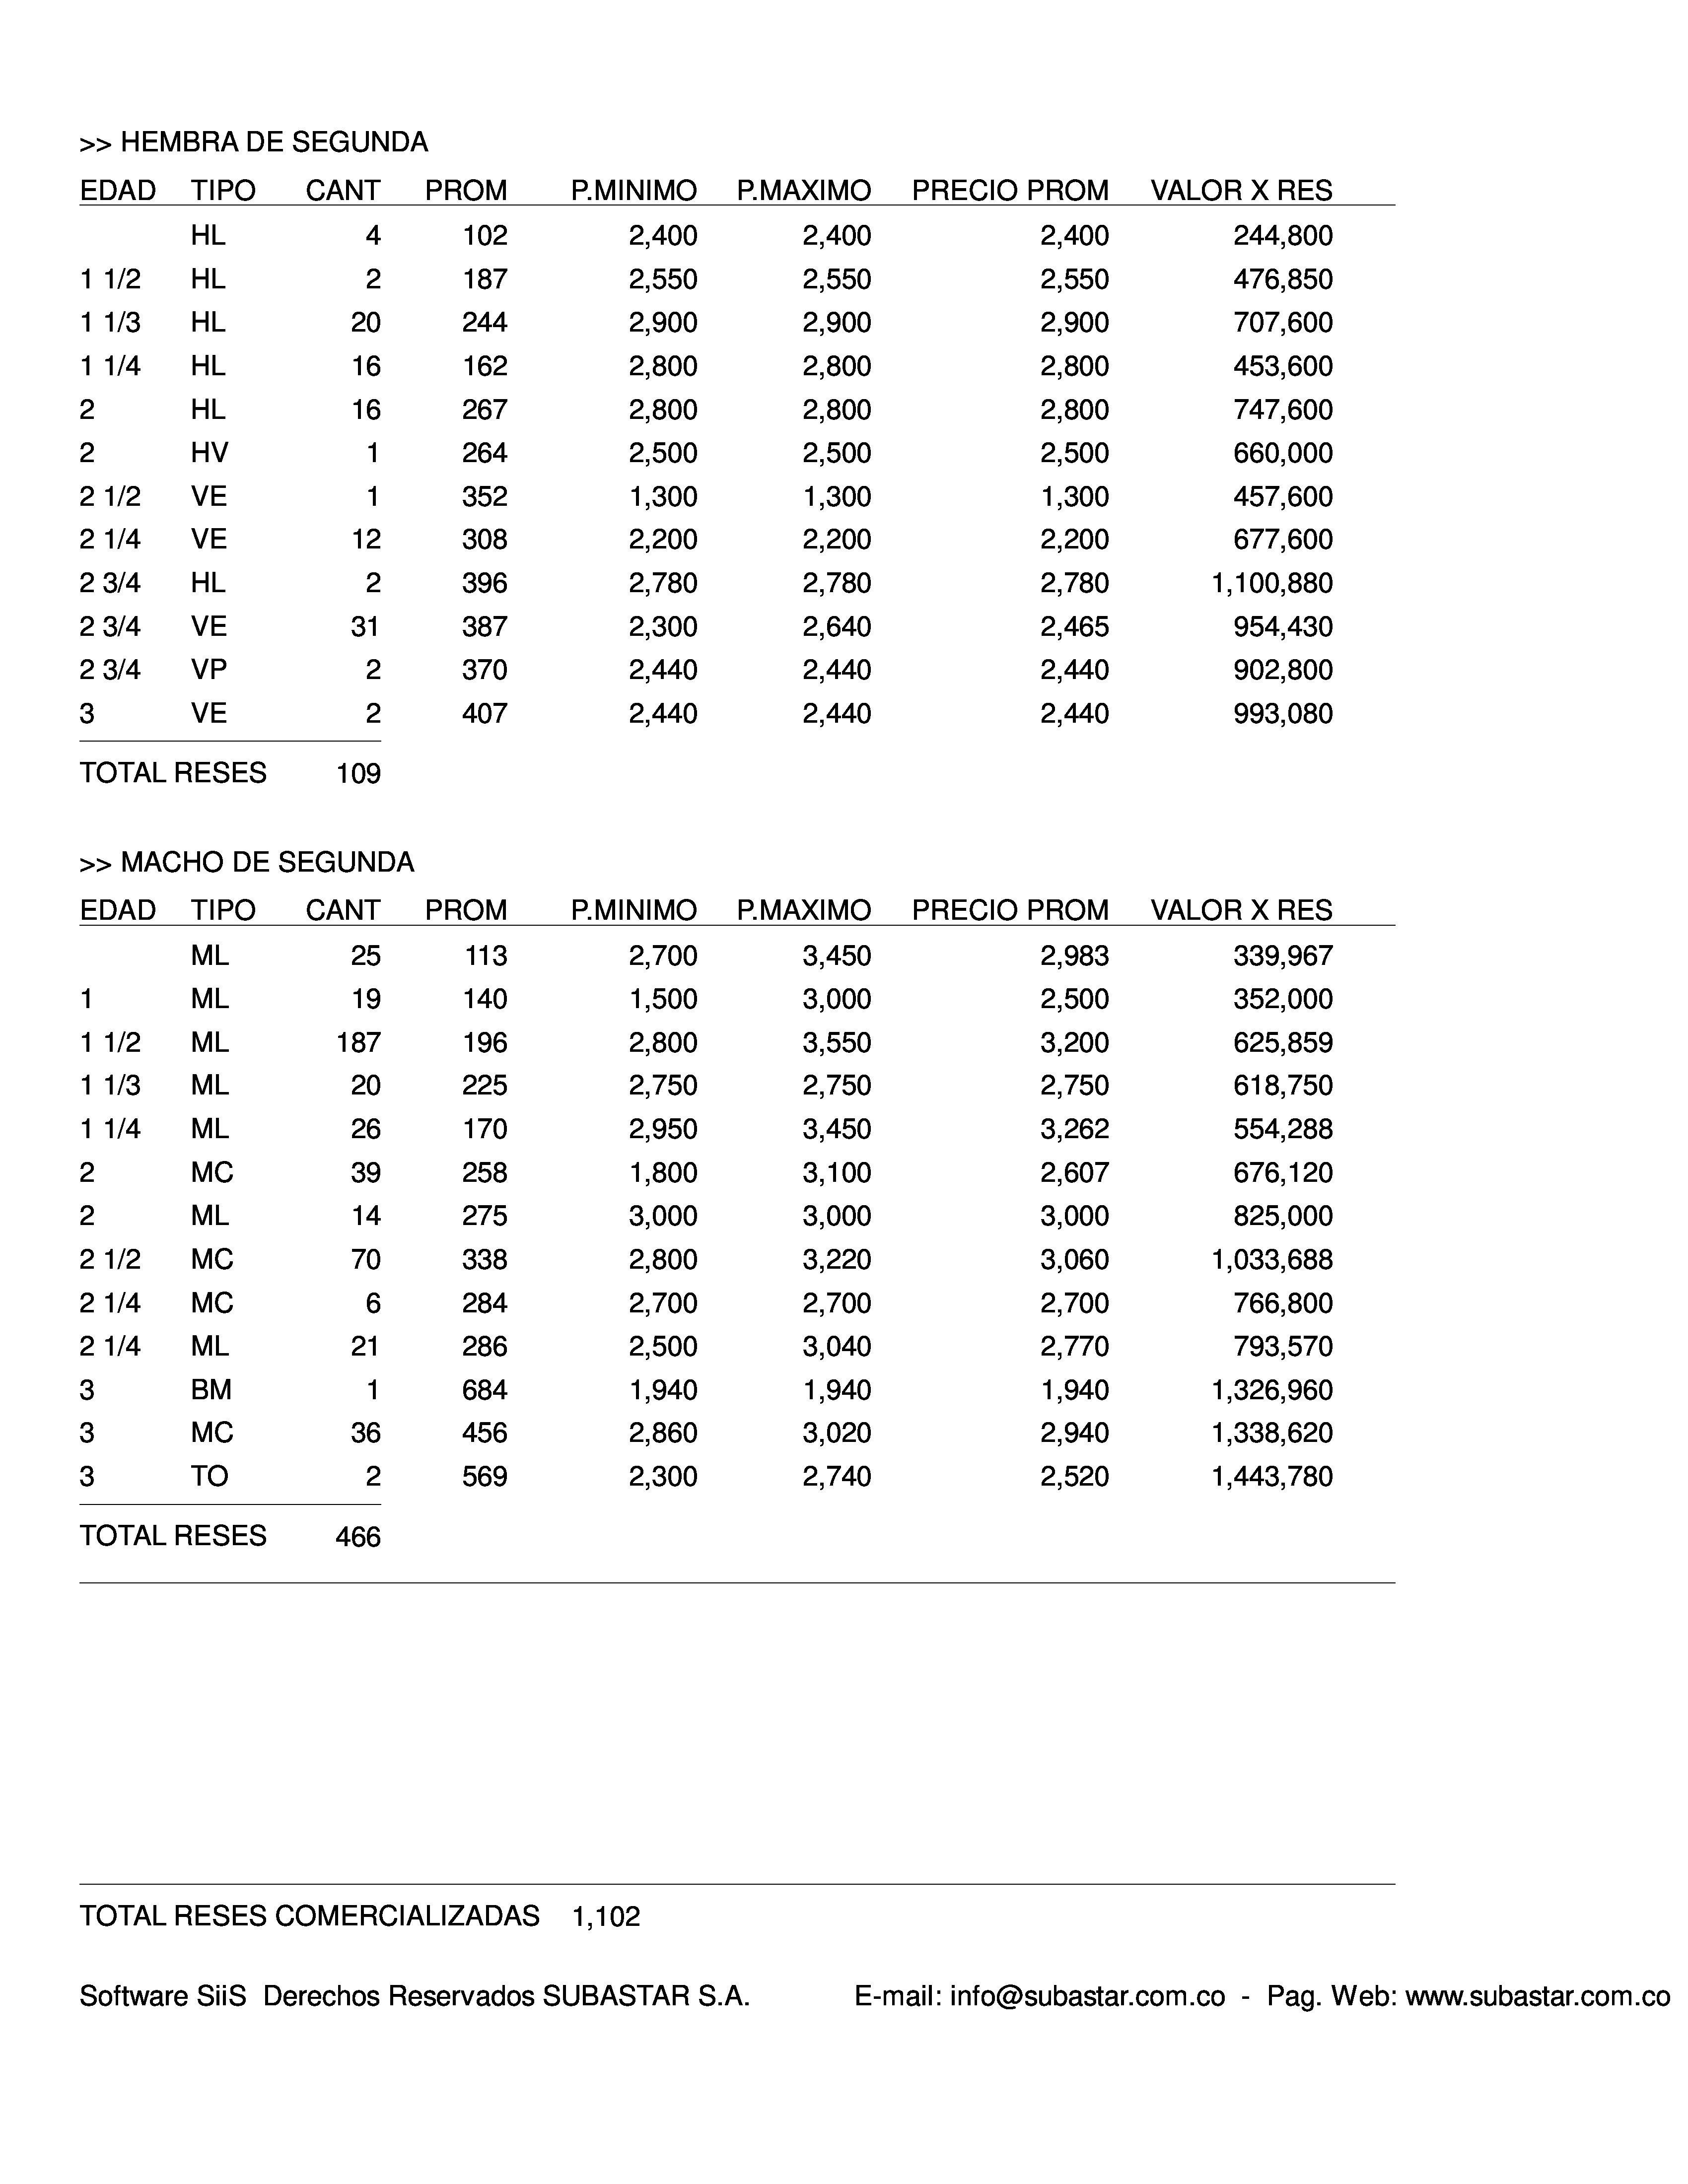 >> HEMBRA DE SEGUNDA
EDAD TIPO CANT PROM P.MINIMO P.MAXIMO PRECIO PROM VALOR X RES
HL 4 102 2,400 2,400 2,400 244,800
1 1/2 HL 2 187 2,550 2,550 2,550 476,850
1 1/3 HL 20 244 2,900 2,900 2,900 707,600
1 1/4 HL 16 162 2,800 2,800 2,800 453,600
2 HL 16 267 2,800 2,800 2,800 747,600
2 HV 1 264 2,500 2,500 2,500 660,000
2 1/2 VE 1 352 1,300 1,300 1,300 457,600
2 1/4 VE 12 308 2,200 2,200 2,200 677,600
2 3/4 HL 2 396 2,780 2,780 2,780 1,100,880
2 3/4 VE 31 387 2,300 2,640 2,465 954,430
2 3/4 VP 2 370 2,440 2,440 2,440 902,800
3 VE 2 407 2,440 2,440 2,440 993,080
TOTAL RESES 109
>> MACHO DE SEGUNDA
EDAD TIPO CANT PROM P.MINIMO P.MAXIMO PRECIO PROM VALOR X RES
ML 25 113 2,700 3,450 2,983 339,967
1 ML 19 140 1,500 3,000 2,500 352,000
1 1/2 ML 187 196 2,800 3,550 3,200 625,859
1 1/3 ML 20 225 2,750 2,750 2,750 618,750
1 1/4 ML 26 170 2,950 3,450 3,262 554,288
2 MC 39 258 1,800 3,100 2,607 676,120
2 ML 14 275 3,000 3,000 3,000 825,000
2 1/2 MC 70 338 2,800 3,220 3,060 1,033,688
2 1/4 MC 6 284 2,700 2,700 2,700 766,800
2 1/4 ML 21 286 2,500 3,040 2,770 793,570
3 BM 1 684 1,940 1,940 1,940 1,326,960
3 MC 36 456 2,860 3,020 2,940 1,338,620
3 TO 2 569 2,300 2,740 2,520 1,443,780
TOTAL RESES 466
TOTAL RESES COMERCIALIZADAS 1,102
Software SiiS Derechos Reservados SUBASTAR S.A. E-mail: info@subastar.com.co - Pag. Web: www.subastar.com.co